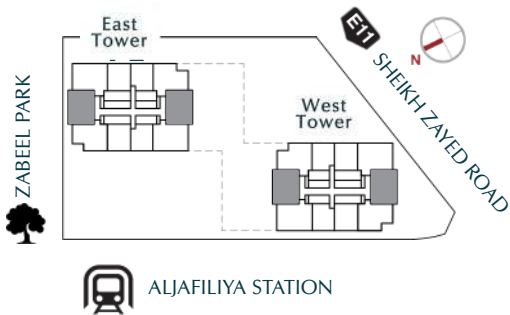 East
Tower
E11
N
SHEIKH ZAYED ROAD
ZABEEL PARK
West
Tower
ALJAFILIYA STATION